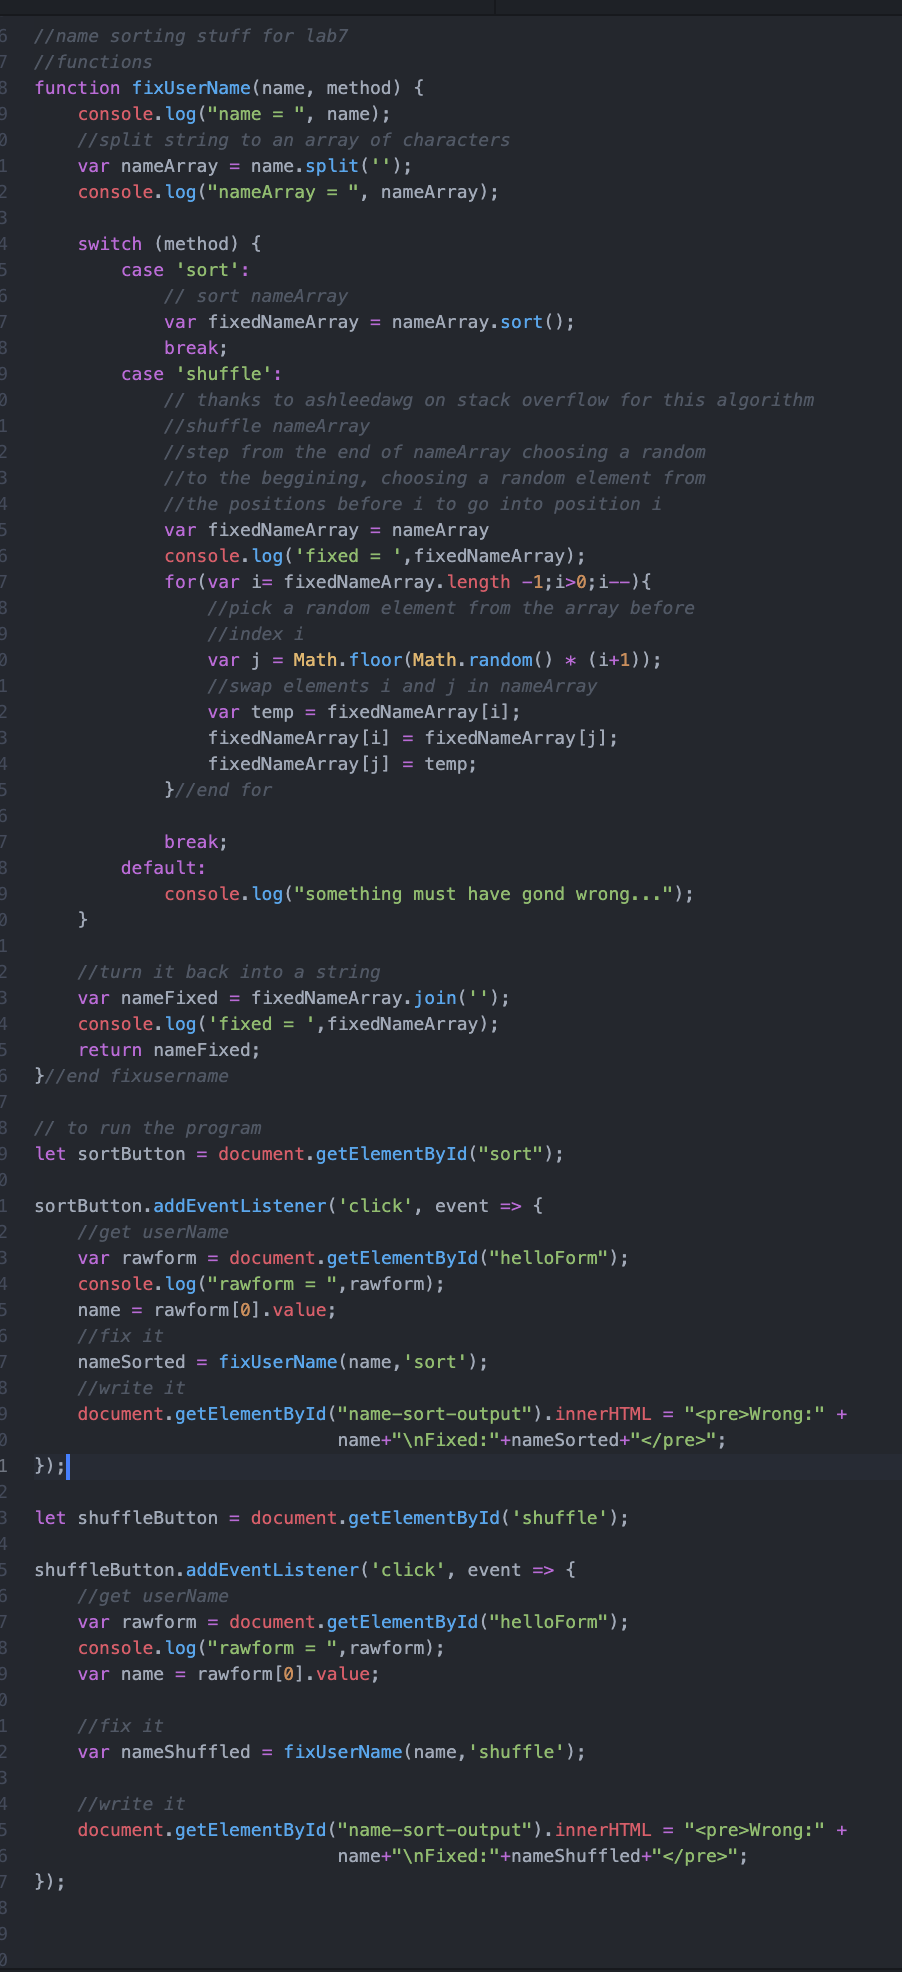 6 //name sorting stuff for lab7
7 //functions
8 function fixUserName(name, method) {
9     console.log("name = ", name);
0     //split string to an array of characters
1     var nameArray = name.split('');
2     console.log("nameArray = ", nameArray);
3
4     switch (method) {
5         case 'sort':
6             // sort nameArray
7             var fixedNameArray = nameArray.sort();
8             break;
9         case 'shuffle':
0             // thanks to ashleedawg on stack overflow for this algorithm
1             //shuffle nameArray
2             //step from the end of nameArray choosing a random
3             //to the beggining, choosing a random element from
4             //the positions before i to go into position i
5             var fixedNameArray = nameArray
6             console.log('fixed = ',fixedNameArray);
7             for(var i= fixedNameArray.length -1;i>0;i--){
8                 //pick a random element from the array before
9                 //index i
0                 var j = Math.floor(Math.random() * (i+1));
1                 //swap elements i and j in nameArray
2                 var temp = fixedNameArray[i];
3                 fixedNameArray[i] = fixedNameArray[j];
4                 fixedNameArray[j] = temp;
5             }//end for
6
7             break;
8         default:
9             console.log("something must have gond wrong...");
0     }
1
2     //turn it back into a string
3     var nameFixed = fixedNameArray.join('');
4     console.log('fixed = ',fixedNameArray);
5     return nameFixed;
6 }//end fixusername
7
8 // to run the program
9 let sortButton = document.getElementById("sort");
0
1 sortButton.addEventListener('click', event => {
2     //get userName
3     var rawform = document.getElementById("helloForm");
4     console.log("rawform = ",rawform);
5     name = rawform[0].value;
6     //fix it
7     nameSorted = fixUserName(name,'sort');
8     //write it
9     document.getElementById("name-sort-output").innerHTML = "<pre>Wrong:" +
0                             name+"\nFixed:"+nameSorted+"</pre>";
1 });
2
3 let shuffleButton = document.getElementById('shuffle');
4
5 shuffleButton.addEventListener('click', event => {
6     //get userName
7     var rawform = document.getElementById("helloForm");
8     console.log("rawform = ",rawform);
9     var name = rawform[0].value;
0
1     //fix it
2     var nameShuffled = fixUserName(name,'shuffle');
3
4     //write it
5     document.getElementById("name-sort-output").innerHTML = "<pre>Wrong:" +
6                             name+"\nFixed:"+nameShuffled+"</pre>";
7 });
8
9
0